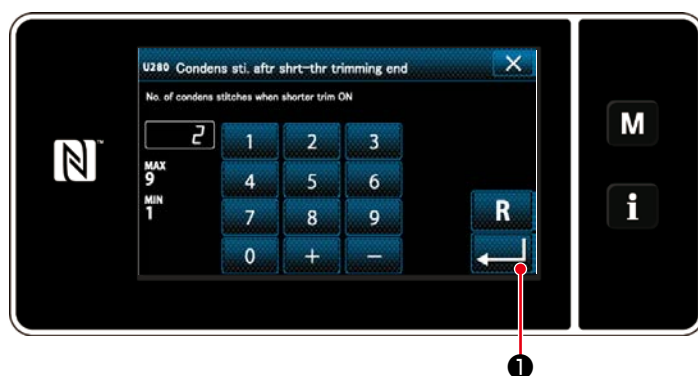 U280 Condens sti. aftr shrt-thr trimming end
No. of condens stitches when shorter trim ON
2
1 2 3
MAX
9
4 5 6
MIN
1
7 8 9
R
0 + −
M
i
❶